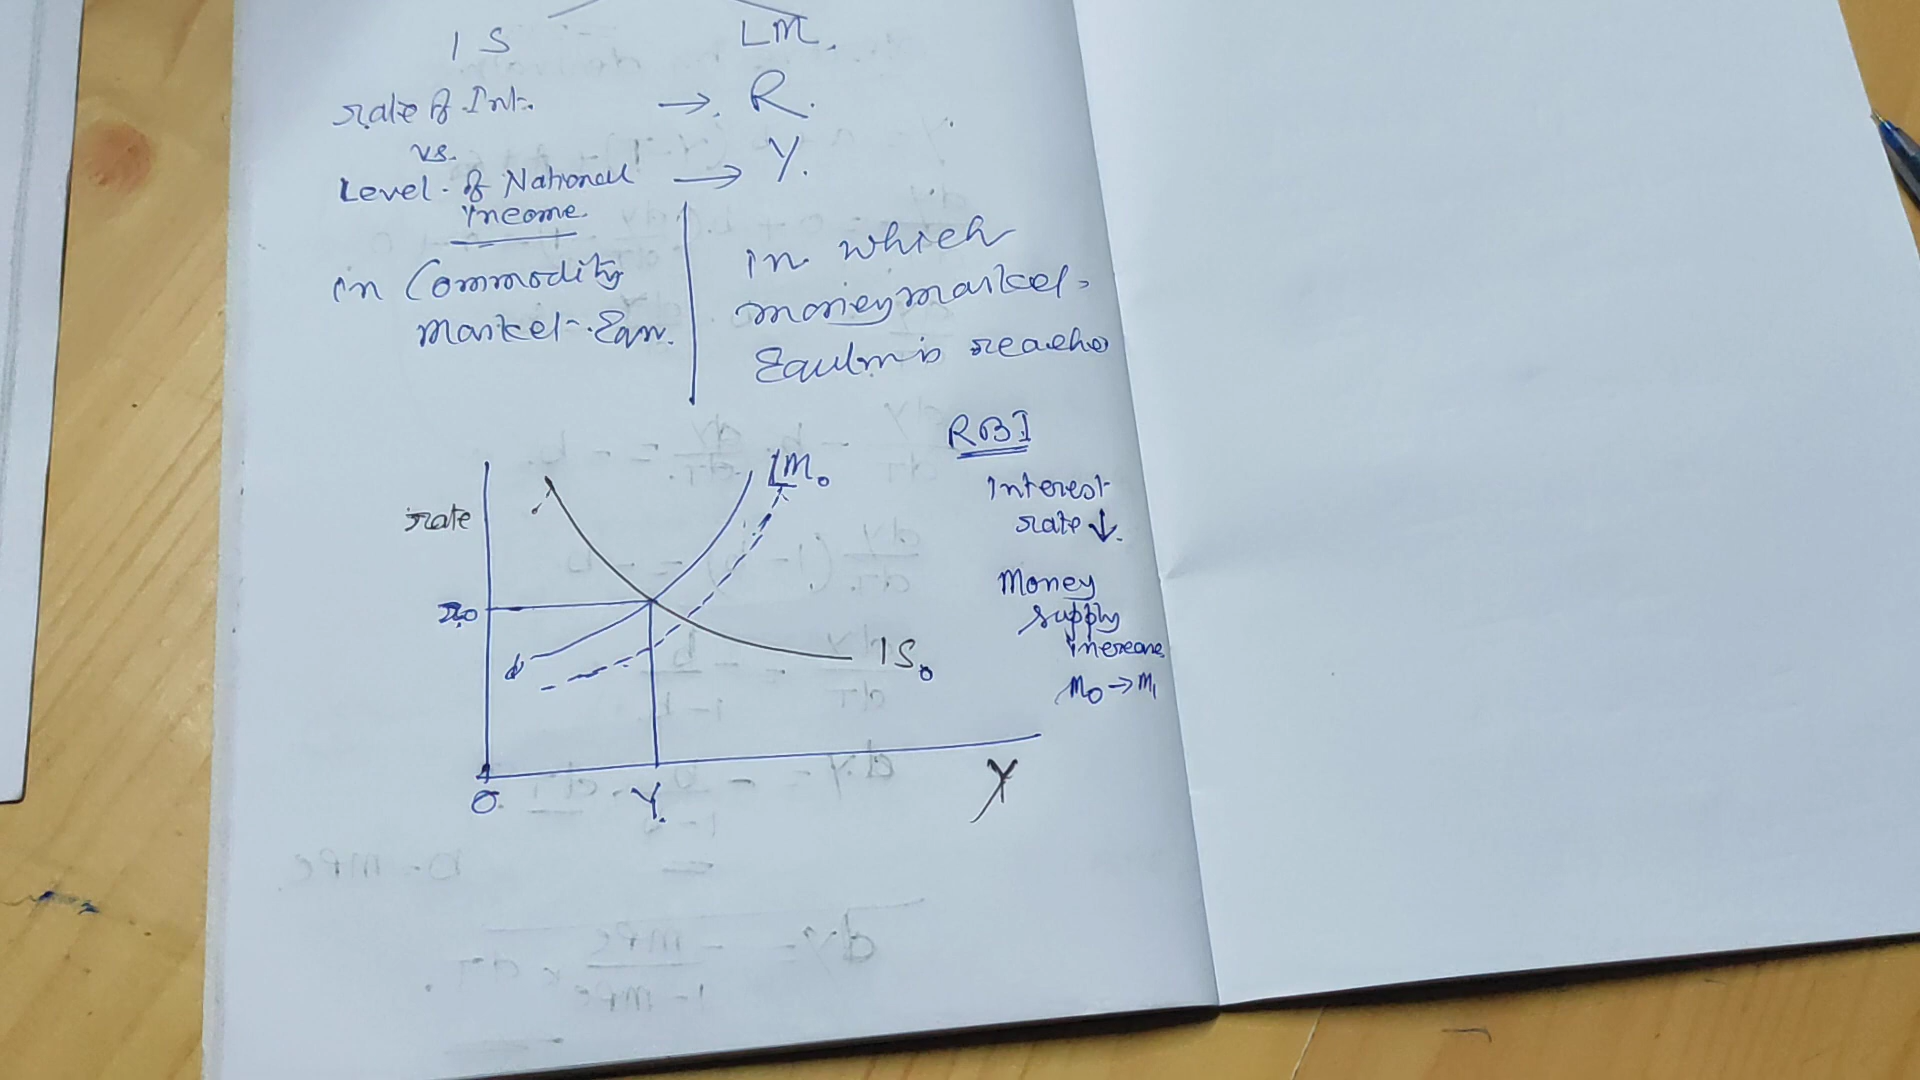 IS LM.
rate of Int. → R.
vs.
Level of National → Y.
Income
in Commodity
Market Eqm.
in which
money market
Equlm is reache
RBI
Interest
rate ↓
Money
supply
increase
M0 → M1
LM0
rate
r0
IS0
O Y. Y